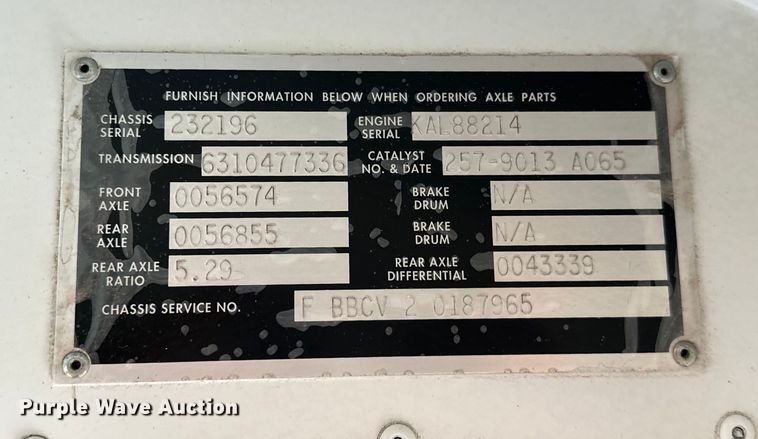 FURNISH INFORMATION BELOW WHEN ORDERING AXLE PARTS
CHASSIS SERIAL 232196 ENGINE SERIAL KAL88214
TRANSMISSION 6310477336 CATALYST NO. & DATE 257-9013 A065
FRONT AXLE 0056574 BRAKE DRUM N/A
REAR AXLE 0056855 BRAKE DRUM N/A
REAR AXLE RATIO 5.29 REAR AXLE DIFFERENTIAL 0043339
CHASSIS SERVICE NO. F BBCV 2 0187965
Purple Wave Auction